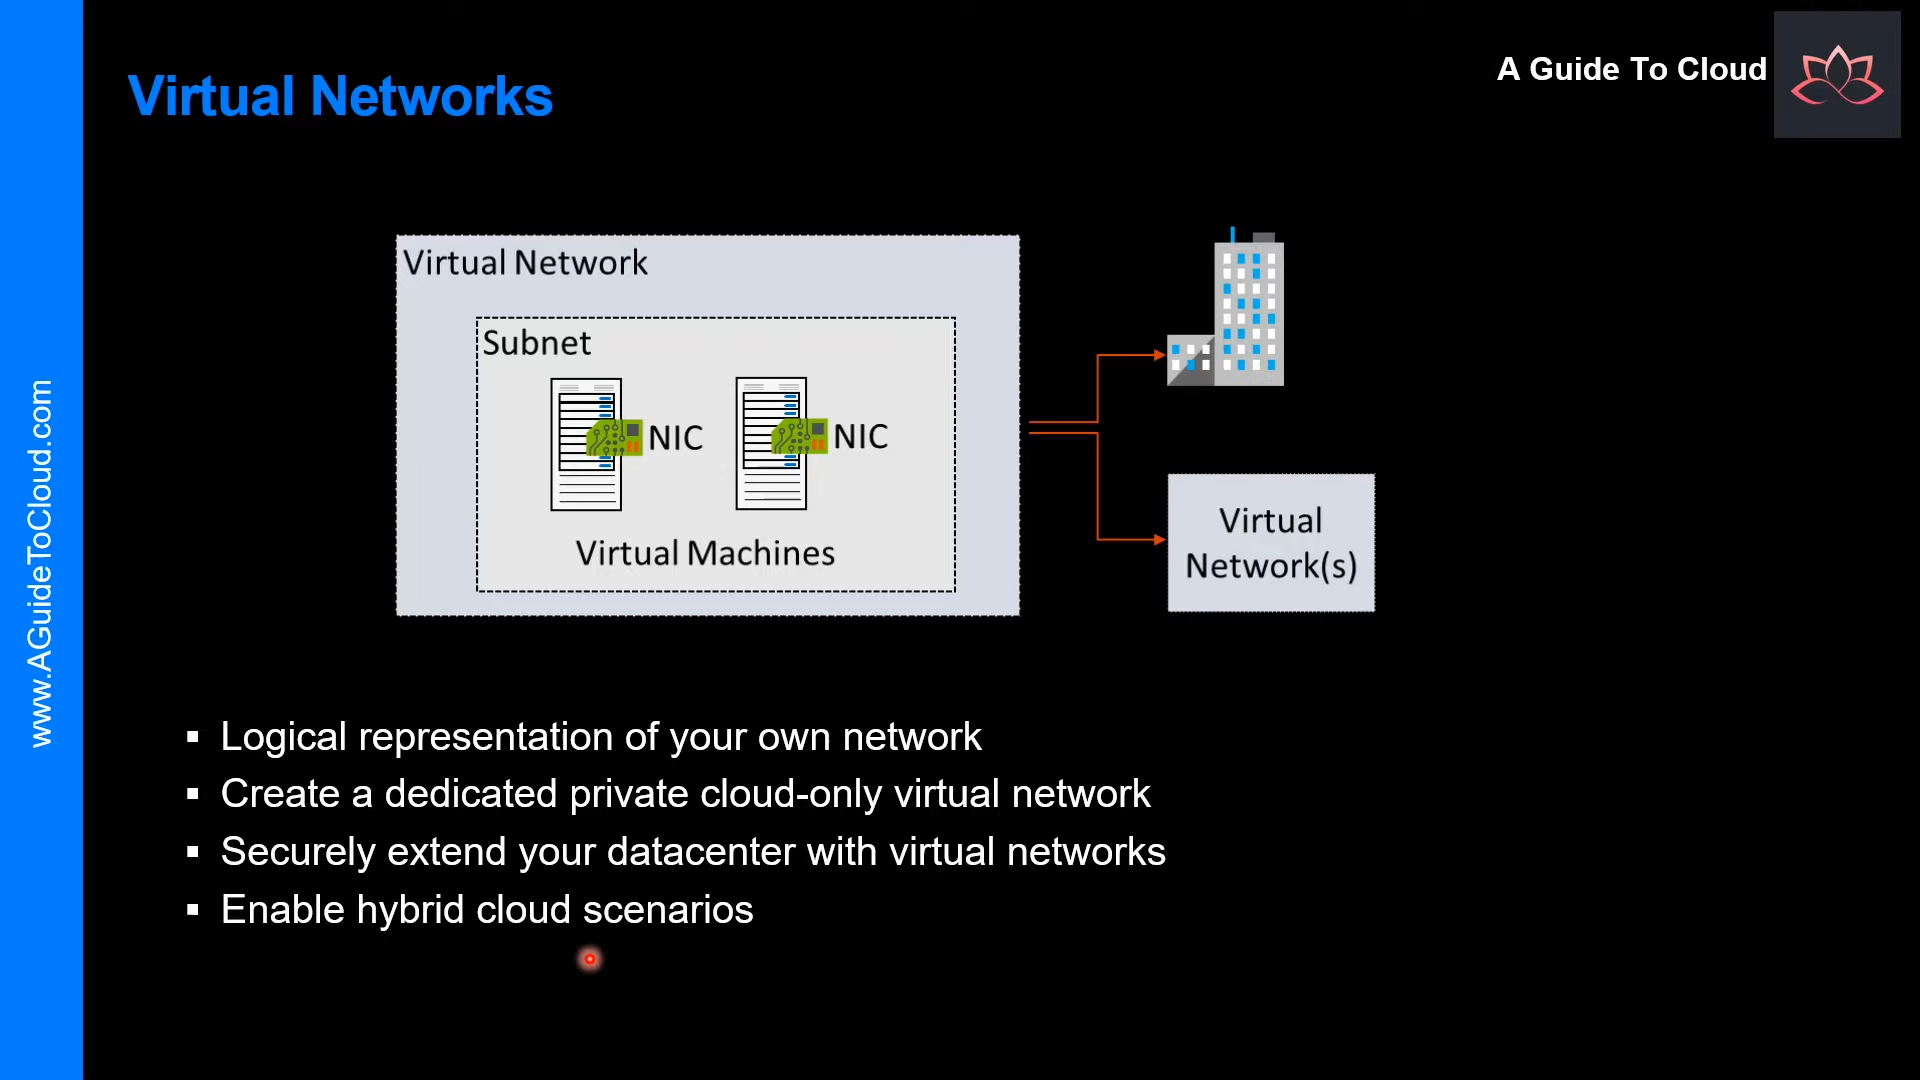 Virtual Networks
A Guide To Cloud
www.AGuideToCloud.com
Virtual Network
Subnet
NIC
NIC
Virtual Machines
Virtual
Network(s)
Logical representation of your own network
Create a dedicated private cloud-only virtual network
Securely extend your datacenter with virtual networks
Enable hybrid cloud scenarios